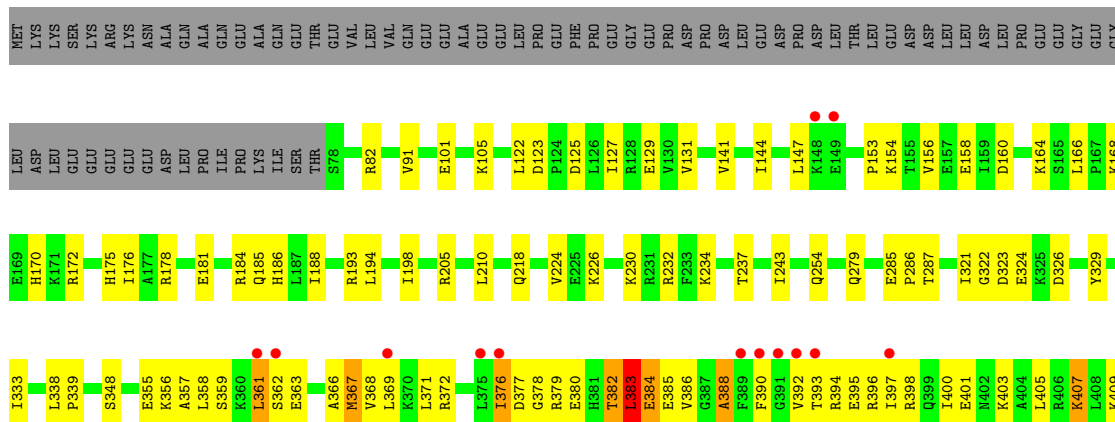 MET LYS LYS SER LYS ARG LYS ASN ALA GLN ALA GLN GLU ALA GLN GLU THR GLU VAL LEU VAL GLN GLU GLU ALA GLU GLU LEU PRO GLU PHE PRO GLU GLY GLU PRO ASP PRO ASP LEU GLU ASP PRO ASP LEU THR LEU GLU ASP ASP LEU LEU ASP LEU PRO GLU GLU GLY GLU GLY
LEU ASP LEU GLU GLU GLU GLU GLU ASP LEU PRO ILE PRO LYS ILE SER THR S78 R82 V91 E101 K105 L122 D123 P124 D125 L126 I127 R128 E129 V130 V131 V141 I144 L147 K148 E149 P153 K154 T155 V156 E157 E158 I159 D160 K164 S165 L166 P167 K168
E169 H170 K171 R172 H175 I176 A177 R178 E181 R184 Q185 H186 L187 I188 R193 L194 I198 R205 L210 Q218 V224 E225 K226 K230 R231 R232 F233 K234 T237 I243 Q254 Q279 E285 P286 T287 I321 G322 D323 E324 K325 D326 Y329
I333 L338 P339 S348 E355 K356 A357 L358 S359 K360 L361 S362 E363 A366 M367 V368 L369 K370 L371 R372 L375 I376 D377 G378 R379 E380 H381 T382 L383 E384 E385 V386 G387 A388 F389 F390 G391 V392 T393 R394 E395 R396 I397 R398 Q399 I400 E401 N402 K403 A404 L405 R406 K407 L408 K409